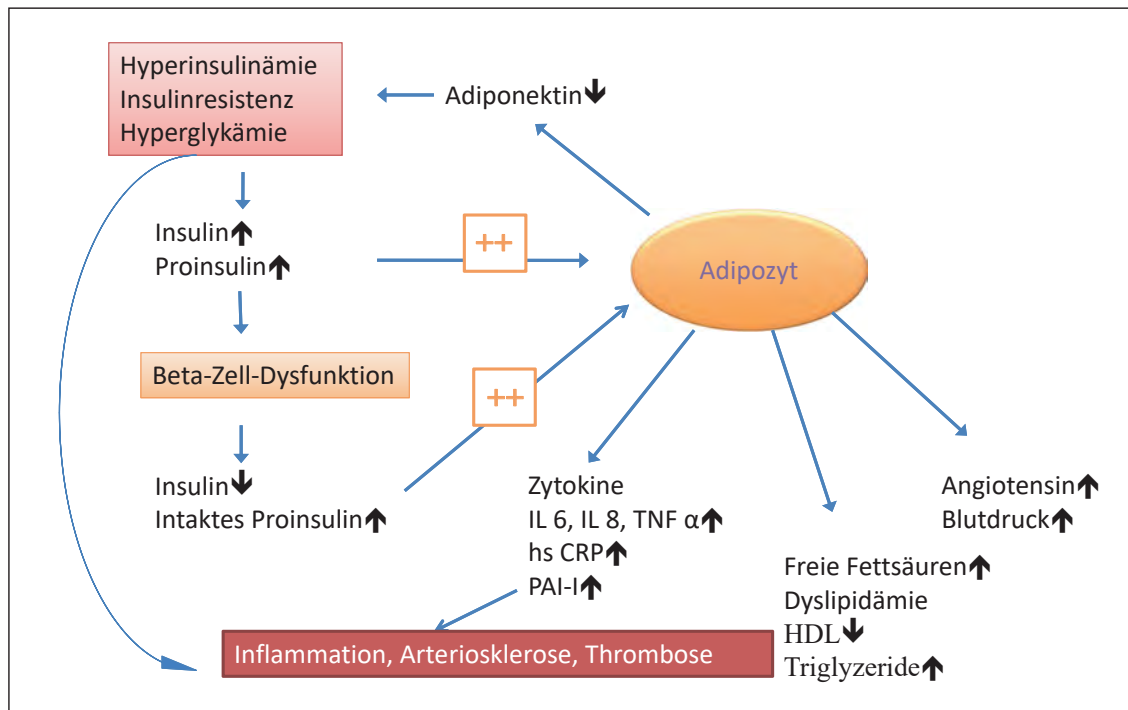 Hyperinsulinämie
Insulinresistenz
Hyperglykämie
Adiponektin🡇
Insulin🡅
Proinsulin🡅
++
Adipozyt
Beta-Zell-Dysfunktion
++
Insulin🡇
Intaktes Proinsulin🡅
Zytokine
IL 6, IL 8, TNF α🡅
hs CRP🡅
PAI-I🡅
Angiotensin🡅
Blutdruck🡅
Freie Fettsäuren🡅
Dyslipidämie
HDL🡇
Triglyzeride🡅
Inflammation, Arteriosklerose, Thrombose